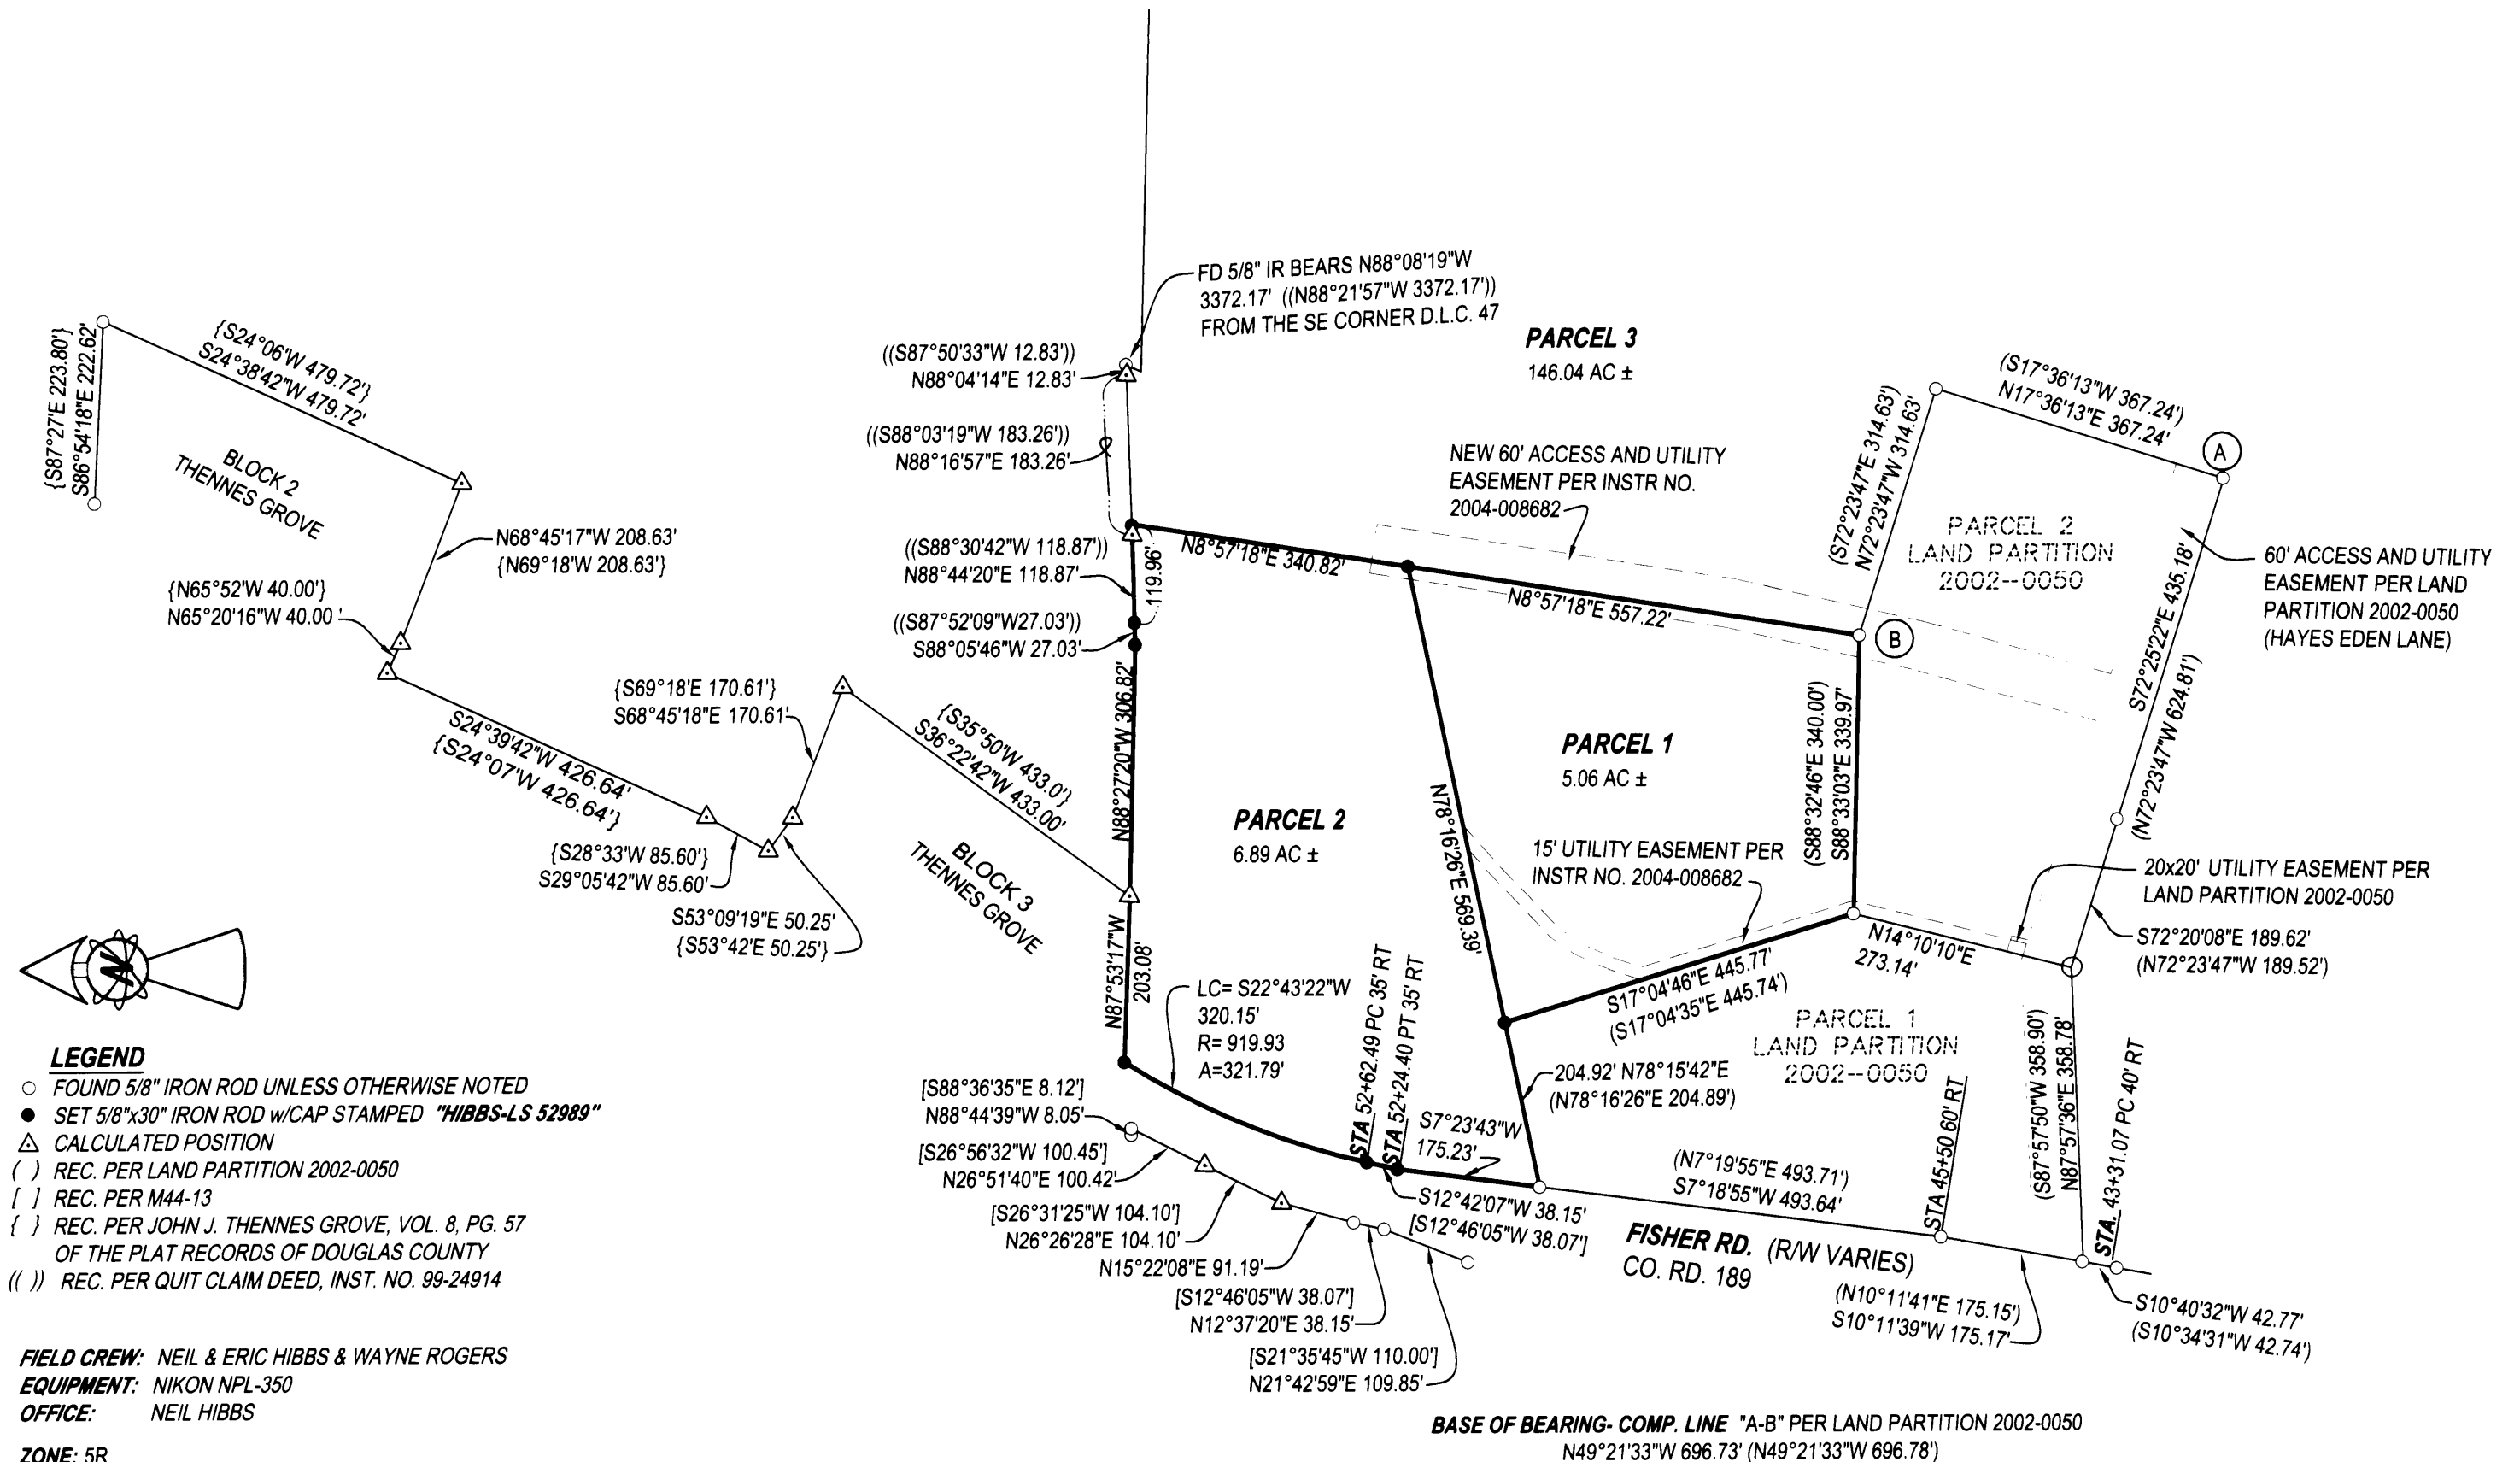 FD 5/8" IR BEARS N88°08'19"W
3372.17' ((N88°21'57"W 3372.17'))
FROM THE SE CORNER D.L.C. 47
PARCEL 3
146.04 AC ±
{S87°27'E 223.80'}
S86°54'18"E 222.62'
{S24°06'W 479.72'}
S24°38'42"W 479.72'
BLOCK 2
THENNES GROVE
N68°45'17"W 208.63'
{N69°18'W 208.63'}
{N65°52'W 40.00'}
N65°20'16"W 40.00 '
S24°39'42"W 426.64'
{S24°07'W 426.64'}
{S69°18'E 170.61'}
S68°45'18"E 170.61'
{S28°33'W 85.60'}
S29°05'42"W 85.60'
S53°09'19"E 50.25'
{S53°42'E 50.25'}
{S35°50'W 433.0'}
S36°22'42"W 433.00'
BLOCK 3
THENNES GROVE
((S87°50'33"W 12.83'))
N88°04'14"E 12.83'
((S88°03'19"W 183.26'))
N88°16'57"E 183.26'
((S88°30'42"W 118.87'))
N88°44'20"E 118.87'
119.96'
((S87°52'09"W27.03'))
S88°05'46"W 27.03'
N88°27'20"W 306.82'
N87°53'17"W
203.08'
N8°57'18"E 340.82'
N8°57'18"E 557.22'
NEW 60' ACCESS AND UTILITY
EASEMENT PER INSTR NO.
2004-008682
(S17°36'13"W 367.24')
N17°36'13"E 367.24'
(S72°23'47"E 314.63')
N72°23'47"W 314.63'
A
B
PARCEL 2
LAND PARTITION
2002--0050
60' ACCESS AND UTILITY
EASEMENT PER LAND
PARTITION 2002-0050
(HAYES EDEN LANE)
S72°25'22"E 435.18'
(N72°23'47"W 624.81')
(S88°32'46"E 340.00')
S88°33'03"E 339.97'
PARCEL 1
5.06 AC ±
PARCEL 2
6.89 AC ±
N78°16'26"E 569.39'
15' UTILITY EASEMENT PER
INSTR NO. 2004-008682
20x20' UTILITY EASEMENT PER
LAND PARTITION 2002-0050
S72°20'08"E 189.62'
(N72°23'47"W 189.52')
N14°10'10"E
273.14'
S17°04'46"E 445.77'
(S17°04'35"E 445.74')
PARCEL 1
LAND PARTITION
2002--0050
LC= S22°43'22"W
320.15'
R= 919.93
A=321.79'
STA 52+62.49 PC 35' RT
STA 52+24.40 PT 35' RT
S7°23'43"W
175.23'
204.92' N78°15'42"E
(N78°16'26"E 204.89')
(S87°57'50"W 358.90')
N87°57'36"E 358.78'
STA 45+50 60' RT
STA. 43+31.07 PC 40' RT
[S88°36'35"E 8.12']
N88°44'39"W 8.05'
[S26°56'32"W 100.45']
N26°51'40"E 100.42'
[S26°31'25"W 104.10']
N26°26'28"E 104.10'
N15°22'08"E 91.19'
[S12°46'05"W 38.07']
N12°37'20"E 38.15'
[S21°35'45"W 110.00']
N21°42'59"E 109.85'
S12°42'07"W 38.15'
[S12°46'05"W 38.07']
(N7°19'55"E 493.71')
S7°18'55"W 493.64'
FISHER RD. (R/W VARIES)
CO. RD. 189
(N10°11'41"E 175.15')
S10°11'39"W 175.17'
S10°40'32"W 42.77'
(S10°34'31"W 42.74')
N
LEGEND
FOUND 5/8" IRON ROD UNLESS OTHERWISE NOTED
SET 5/8"x30" IRON ROD w/CAP STAMPED "HIBBS-LS 52989"
CALCULATED POSITION
( ) REC. PER LAND PARTITION 2002-0050
[ ] REC. PER M44-13
{ } REC. PER JOHN J. THENNES GROVE, VOL. 8, PG. 57
OF THE PLAT RECORDS OF DOUGLAS COUNTY
(( )) REC. PER QUIT CLAIM DEED, INST. NO. 99-24914
FIELD CREW: NEIL & ERIC HIBBS & WAYNE ROGERS
EQUIPMENT: NIKON NPL-350
OFFICE: NEIL HIBBS
ZONE: 5R
BASE OF BEARING- COMP. LINE "A-B" PER LAND PARTITION 2002-0050
N49°21'33"W 696.73' (N49°21'33"W 696.78')